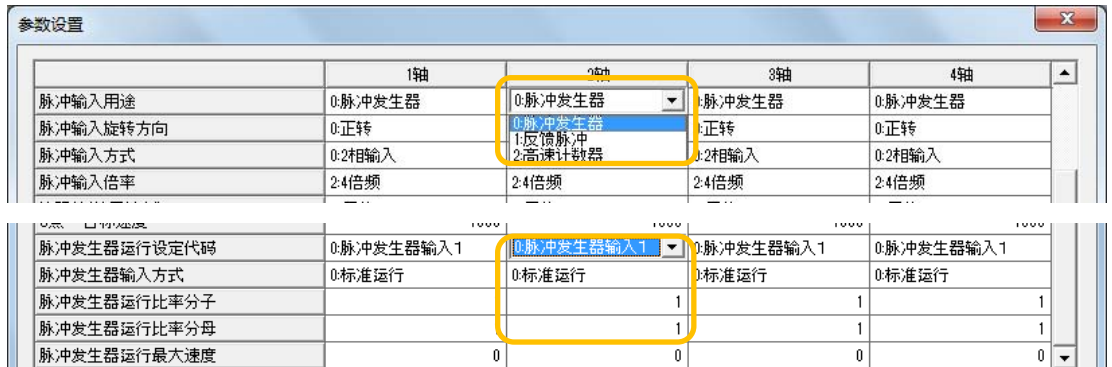 参数设置
1轴 2轴 3轴 4轴
脉冲输入用途 0:脉冲发生器 0:脉冲发生器 0:脉冲发生器 0:脉冲发生器
0:脉冲发生器
1:反馈脉冲
2:高速计数器
脉冲输入旋转方向 0:正转 0:正转 0:正转
脉冲输入方式 0:2相输入 0:2相输入 0:2相输入
脉冲输入倍率 2:4倍频 2:4倍频 2:4倍频 2:4倍频
脉冲发生器运行设定代码 0:脉冲发生器输入1 0:脉冲发生器输入1 0:脉冲发生器输入1 0:脉冲发生器输入1
脉冲发生器输入方式 0:标准运行 0:标准运行 0:标准运行 0:标准运行
脉冲发生器运行比率分子 1 1 1
脉冲发生器运行比率分母 1 1 1
脉冲发生器运行最大速度 0 0 0 0